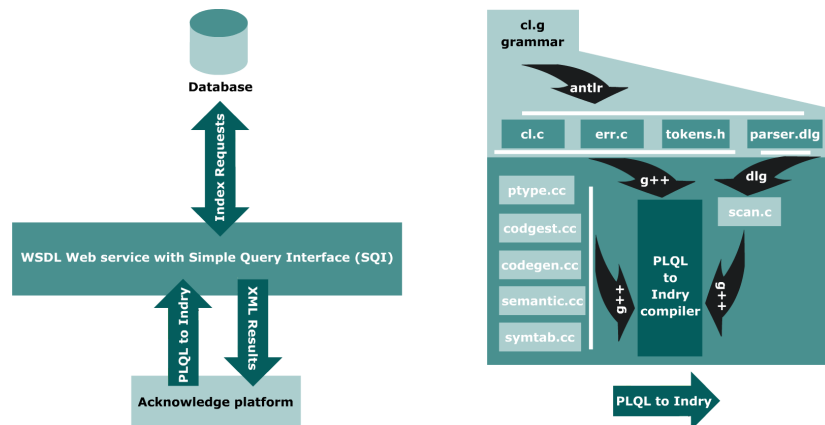 Database
Index Requests
WSDL Web service with Simple Query Interface (SQI)
PLQL to Indry
XML Results
Acknowledge platform
cl.g
grammar
antlr
cl.c
err.c
tokens.h
parser.dlg
g++
dlg
ptype.cc
scan.c
codgest.cc
codegen.cc
semantic.cc
symtab.cc
g++
PLQL
to
Indry
compiler
g++
PLQL to Indry